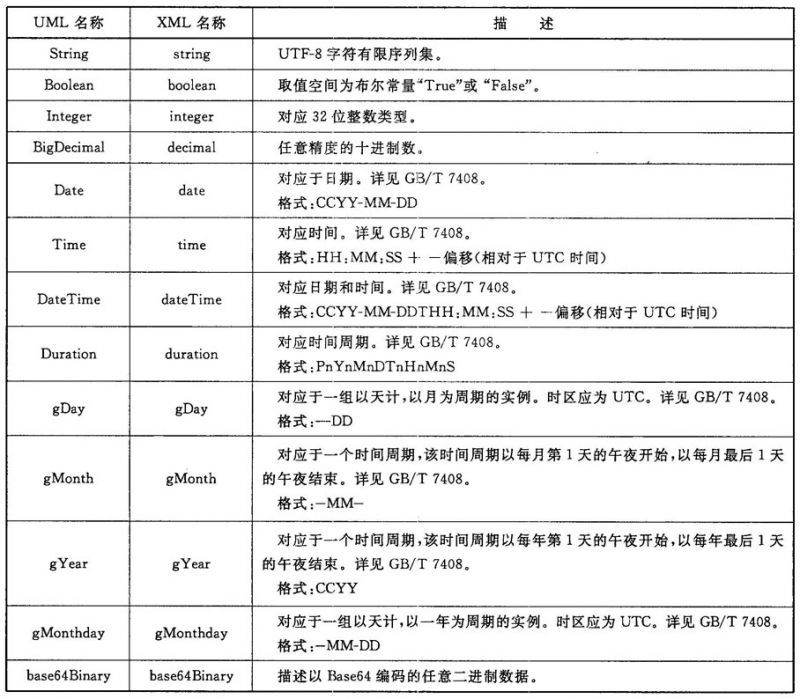 UML 名称 XML 名称 描 述
String string UTF-8 字符有限序列集。
Boolean boolean 取值空间为布尔常量“True”或 “False”。
Integer integer 对应 32 位整数类型。
BigDecimal decimal 任意精度的十进制数。
Date date 对应于日期。详见 GB/T 7408。
格式:CCYY-MM-DD
Time time 对应时间。详见 GB/T 7408。
格式:HH:MM:SS + -偏移(相对于 UTC 时间)
DateTime dateTime 对应日期和时间。详见 GB/T 7408。
格式:CCYY-MM-DDTHH:MM:SS + -偏移(相对于 UTC 时间)
Duration duration 对应时间周期。详见 GB/T 7408。
格式:PnYnMnDTnHnMnS
gDay gDay 对应于一组以天计,以月为周期的实例。时区应为 UTC。详见 GB/T 7408。
格式:—DD
gMonth gMonth 对应于一个时间周期,该时间周期以每月第 1 天的午夜开始,以每月最后 1 天
的午夜结束。详见 GB/T 7408。
格式:-MM-
gYear gYear 对应于一个时间周期,该时间周期以每年第 1 天的午夜开始,以每年最后 1 天
的午夜结束。详见 GB/T 7408。
格式:CCYY
gMonthday gMonthday 对应于一组以天计,以一年为周期的实例。时区应为 UTC。详见 GB/T 7408。
格式:-MM-DD
base64Binary base64Binary 描述以 Base64 编码的任意二进制数据。